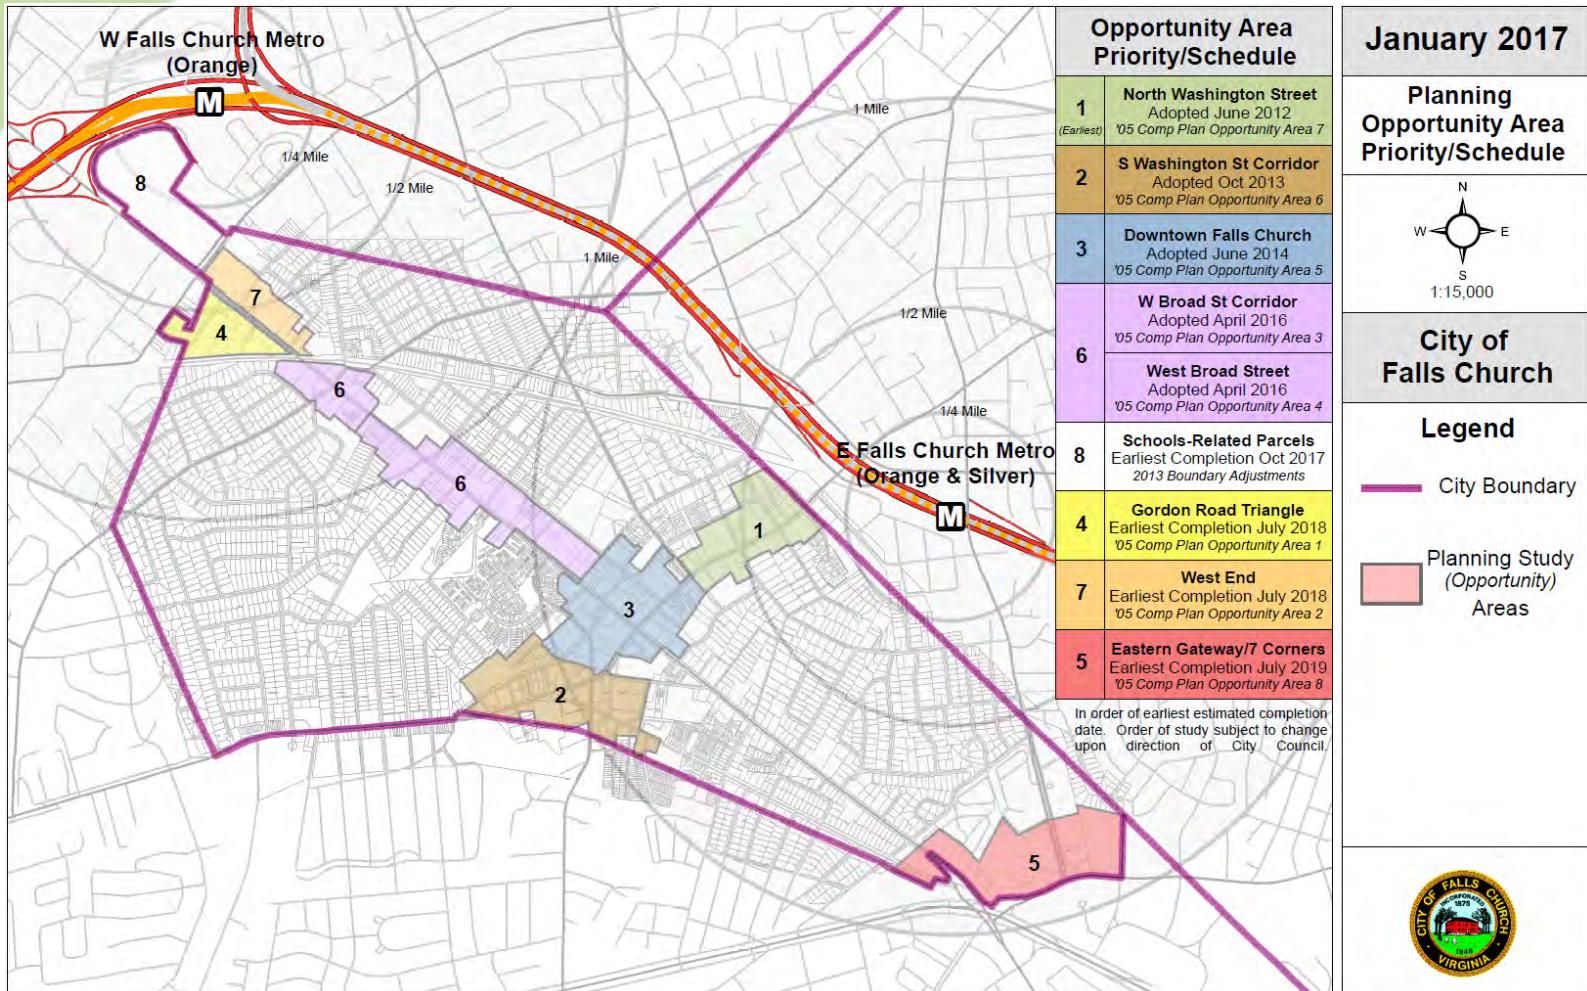 W Falls Church Metro
(Orange)
M
8
1/4 Mile
1/2 Mile
1 Mile
1 Mile
1/2 Mile
1/4 Mile
7
4
6
6
E Falls Church Metro
(Orange & Silver)
M
1
3
2
5
Opportunity Area
Priority/Schedule
1
(Earliest)
North Washington Street
Adopted June 2012
'05 Comp Plan Opportunity Area 7
2
S Washington St Corridor
Adopted Oct 2013
'05 Comp Plan Opportunity Area 6
3
Downtown Falls Church
Adopted June 2014
'05 Comp Plan Opportunity Area 5
6
W Broad St Corridor
Adopted April 2016
'05 Comp Plan Opportunity Area 3
West Broad Street
Adopted April 2016
'05 Comp Plan Opportunity Area 4
8
Schools-Related Parcels
Earliest Completion Oct 2017
2013 Boundary Adjustments
4
Gordon Road Triangle
Earliest Completion July 2018
'05 Comp Plan Opportunity Area 1
7
West End
Earliest Completion July 2018
'05 Comp Plan Opportunity Area 2
5
Eastern Gateway/7 Corners
Earliest Completion July 2019
'05 Comp Plan Opportunity Area 8
In order of earliest estimated completion
date. Order of study subject to change
upon direction of City Council.
January 2017
Planning
Opportunity Area
Priority/Schedule
N
W E
S
1:15,000
City of
Falls Church
Legend
City Boundary
Planning Study
(Opportunity)
Areas
CITY OF FALLS CHURCH
INCORPORATED
1875
1948
VIRGINIA